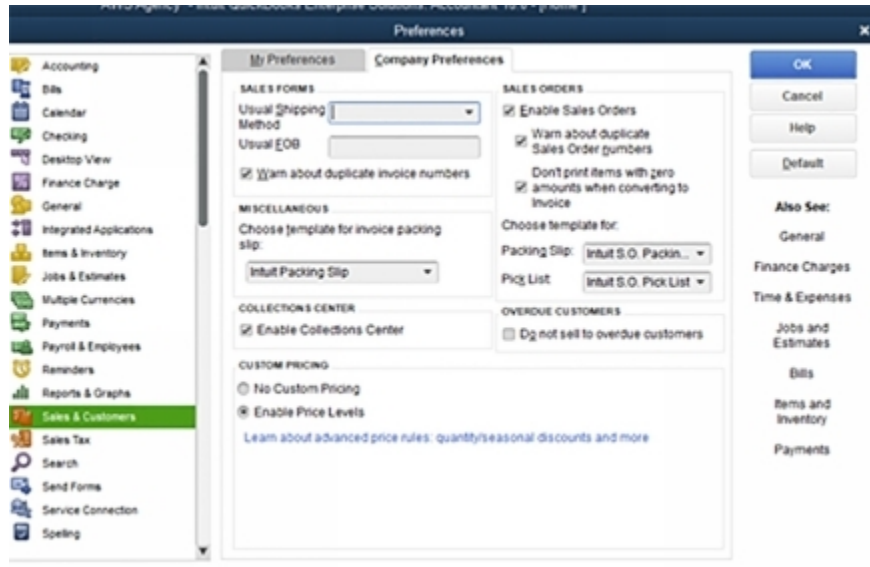 AWS Agency - Intuit QuickBooks Enterprise Solutions: Accountant
Preferences
Accounting
Bills
Calendar
Checking
Desktop View
Finance Charge
General
Integrated Applications
Items & Inventory
Jobs & Estimates
Multiple Currencies
Payments
Payroll & Employees
Reminders
Reports & Graphs
Sales & Customers
Sales Tax
Search
Send Forms
Service Connection
Spelling
My Preferences
Company Preferences
SALES FORMS
Usual Shipping
Method
Usual FOB
Warn about duplicate invoice numbers
MISCELLANEOUS
Choose template for invoice packing
slip:
Intuit Packing Slip
COLLECTIONS CENTER
Enable Collections Center
SALES ORDERS
Enable Sales Orders
Warn about duplicate
Sales Order numbers
Don't print items with zero
amounts when converting to
Invoice
Choose template for:
Packing Slip: Intuit S.O. Packin...
Pick List: Intuit S.O. Pick List
OVERDUE CUSTOMERS
Do not sell to overdue customers
CUSTOM PRICING
No Custom Pricing
Enable Price Levels
Learn about advanced price rules: quantity/seasonal discounts and more
OK
Cancel
Help
Default
Also See:
General
Finance Charges
Time & Expenses
Jobs and
Estimates
Bills
Items and
Inventory
Payments